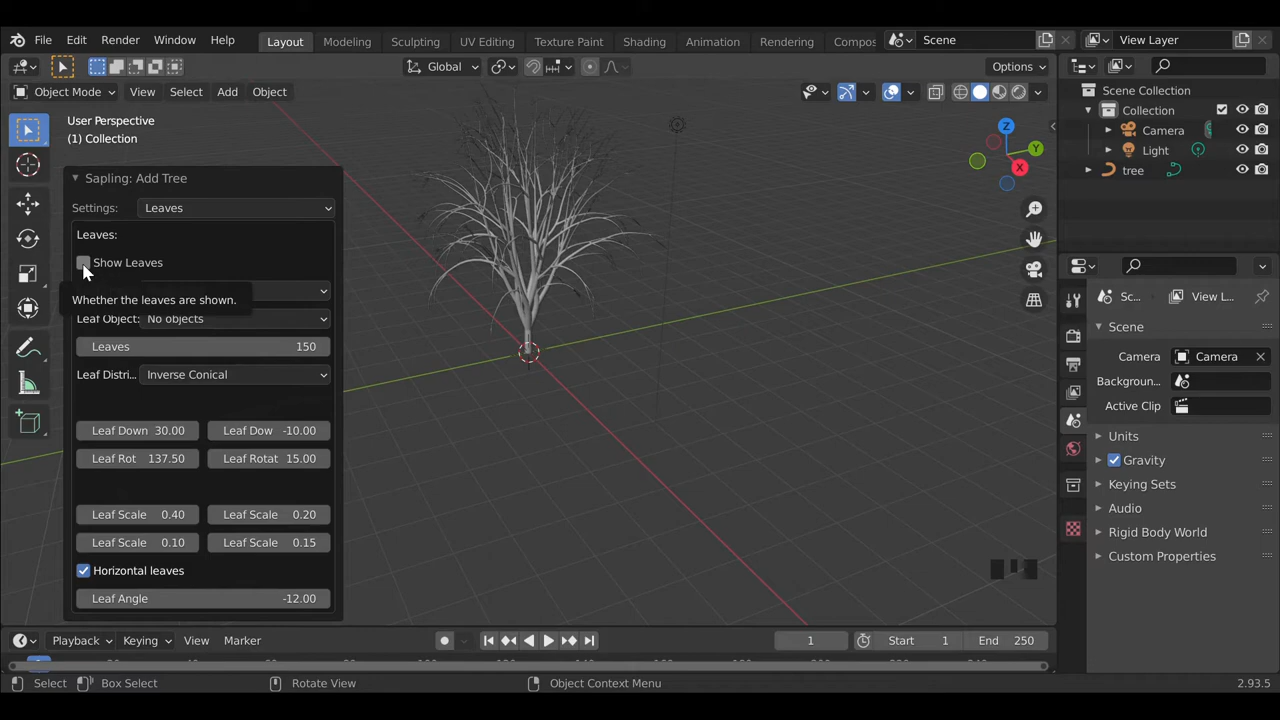 File Edit Render Window Help Layout Modeling Sculpting UV Editing Texture Paint Shading Animation Rendering Compos Scene View Layer
Global Options
Object Mode View Select Add Object
User Perspective
(1) Collection
Sapling: Add Tree
Settings: Leaves
Leaves:
Show Leaves
Whether the leaves are shown.
Leaf Object: No objects
Leaves 150
Leaf Distri... Inverse Conical
Leaf Down 30.00 Leaf Dow -10.00
Leaf Rot 137.50 Leaf Rotat 15.00
Leaf Scale 0.40 Leaf Scale 0.20
Leaf Scale 0.10 Leaf Scale 0.15
Horizontal leaves
Leaf Angle -12.00
Z
Y
X
Scene Collection
Collection
Camera
Light
tree
Sc... View L...
Scene
Camera Camera
Backgroun...
Active Clip
Units
Gravity
Keying Sets
Audio
Rigid Body World
Custom Properties
Playback Keying View Marker 1 Start 1 End 250
Select Box Select Rotate View Object Context Menu 2.93.5